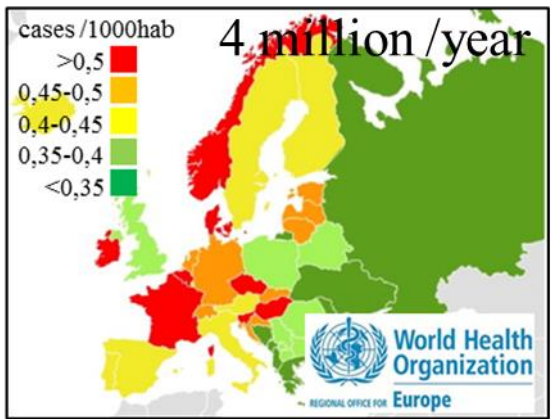 cases /1000hab
4 million /year
>0,5
0,45-0,5
0,4-0,45
0,35-0,4
<0,35
World Health
Organization
REGIONAL OFFICE FOR Europe